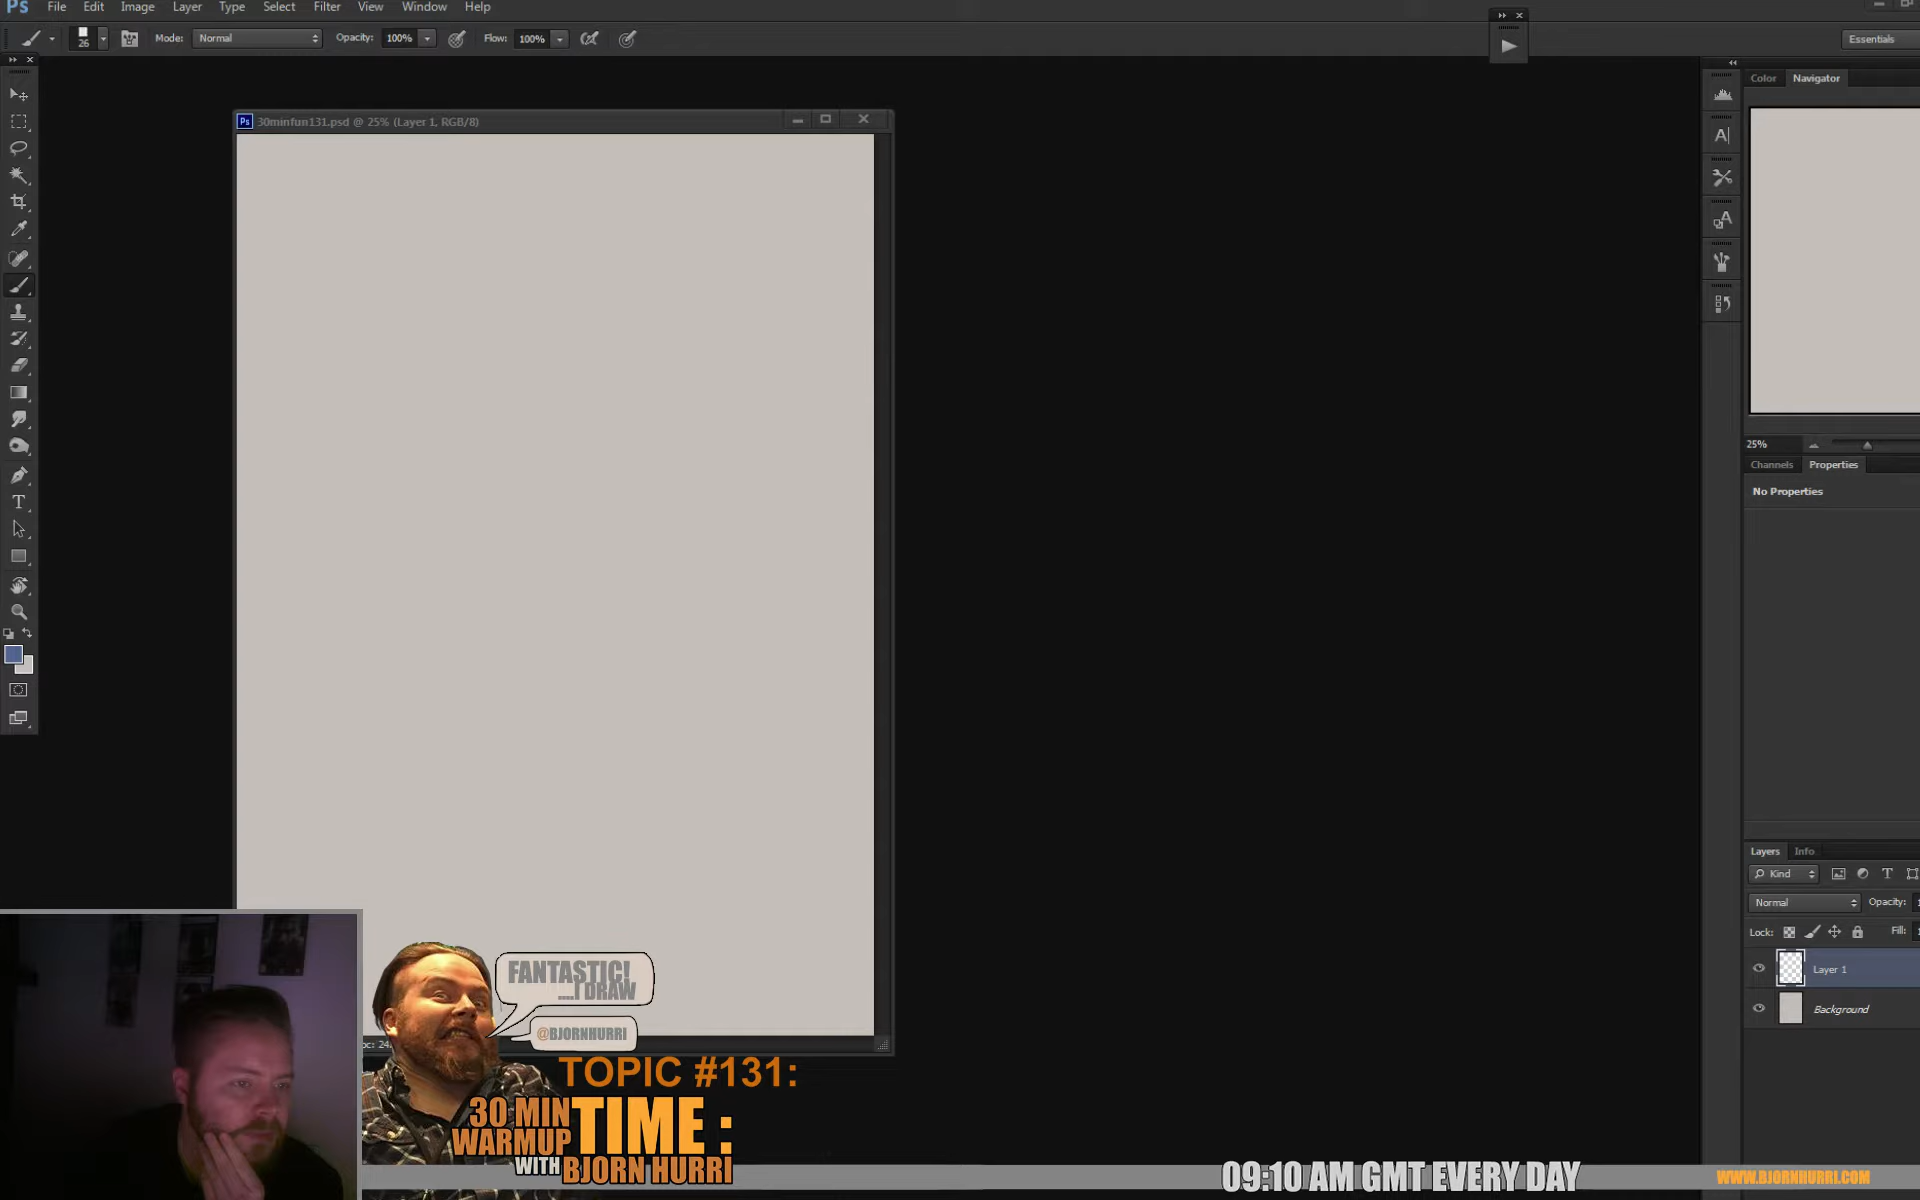 Ps File Edit Image Layer Type Select Filter View Window Help
26 Mode: Normal Opacity: 100% Flow: 100% Essentials
Color Navigator
Ps 30minfun131.psd @ 25% (Layer 1, RGB/8)
25%
Channels Properties
No Properties
Layers Info
Kind
Normal Opacity:
Lock: Fill:
Layer 1
Background
FANTASTIC!
....I DRAW
@BJORNHURRI
TOPIC #131:
30 MIN
WARMUP
WITH BJORN HURRI
TIME :
09:10 AM GMT EVERY DAY
WWW.BJORNHURRI.COM